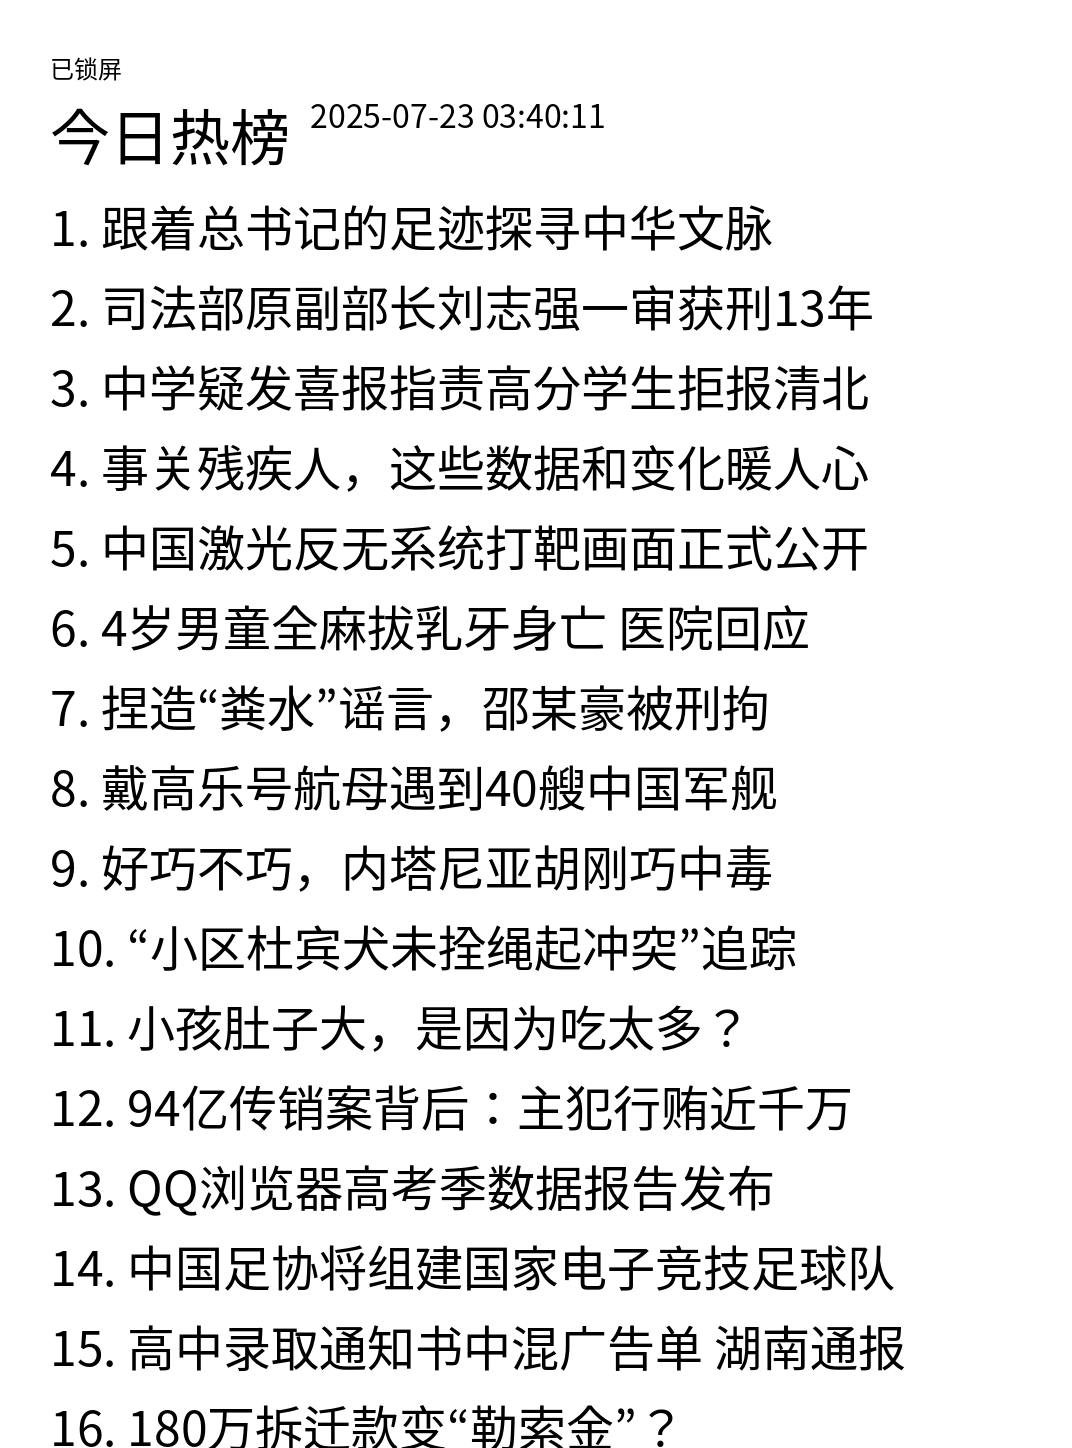 已锁屏
今日热榜 2025-07-23 03:40:11
1. 跟着总书记的足迹探寻中华文脉
2. 司法部原副部长刘志强一审获刑13年
3. 中学疑发喜报指责高分学生拒报清北
4. 事关残疾人，这些数据和变化暖人心
5. 中国激光反无系统打靶画面正式公开
6. 4岁男童全麻拔乳牙身亡 医院回应
7. 捏造“粪水”谣言，邵某豪被刑拘
8. 戴高乐号航母遇到40艘中国军舰
9. 好巧不巧，内塔尼亚胡刚巧中毒
10. “小区杜宾犬未拴绳起冲突”追踪
11. 小孩肚子大，是因为吃太多？
12. 94亿传销案背后：主犯行贿近千万
13. QQ浏览器高考季数据报告发布
14. 中国足协将组建国家电子竞技足球队
15. 高中录取通知书中混广告单 湖南通报
16. 180万拆迁款变“勒索金”？